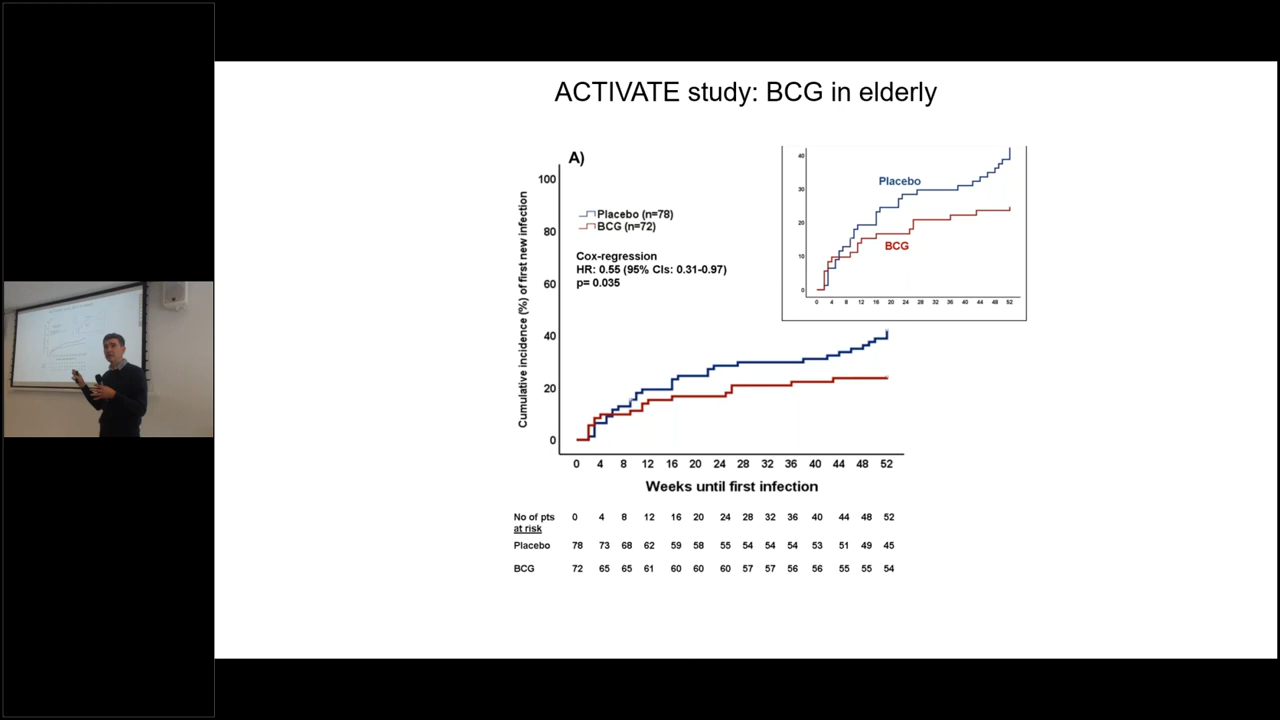 ACTIVATE study: BCG in elderly
A)
Cumulative incidence (%) of first new infection
100
80
60
40
20
0
Placebo (n=78)
BCG (n=72)
Cox-regression
HR: 0.55 (95% CIs: 0.31-0.97)
p= 0.035
0 4 8 12 16 20 24 28 32 36 40 44 48 52
Weeks until first infection
40
30
20
10
0
Placebo
BCG
0 4 8 12 16 20 24 28 32 36 40 44 48 52
No of pts 0 4 8 12 16 20 24 28 32 36 40 44 48 52
at risk
Placebo 78 73 68 62 59 58 55 54 54 54 53 51 49 45
BCG 72 65 65 61 60 60 60 57 57 56 56 55 55 54